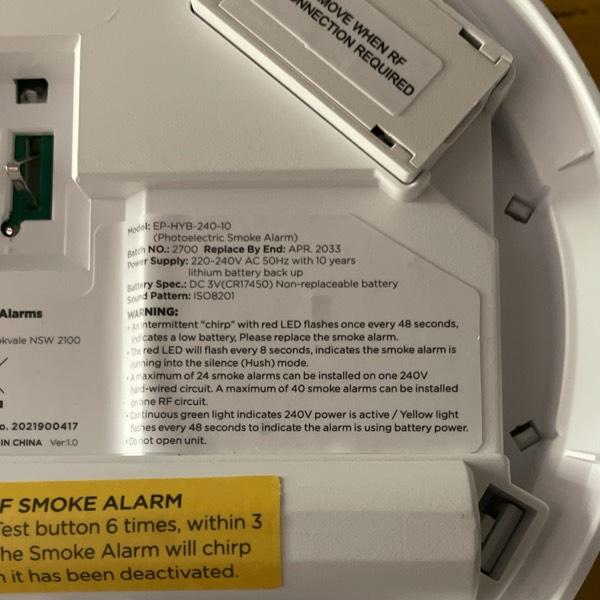 MOVE WHEN RF
CONNECTION REQUIRED
Model: EP-HYB-240-10
(Photoelectric Smoke Alarm)
Batch NO.: 2700 Replace By End: APR. 2033
Power Supply: 220-240V AC 50Hz with 10 years
lithium battery back up
Battery Spec.: DC 3V(CR17450) Non-replaceable battery
Sound Pattern: ISO8201
WARNING:
• An intermittent "chirp" with red LED flashes once every 48 seconds,
indicates a low battery, Please replace the smoke alarm.
• The red LED will flash every 8 seconds, indicates the smoke alarm is
running into the silence (Hush) mode.
• A maximum of 24 smoke alarms can be installed on one 240V
hard-wired circuit. A maximum of 40 smoke alarms can be installed
on one RF circuit.
• Continuous green light indicates 240V power is active / Yellow light
flashes every 48 seconds to indicate the alarm is using battery power.
• Do not open unit.
Alarms
okvale NSW 2100
o. 2021900417
IN CHINA Ver:1.0
F SMOKE ALARM
Test button 6 times, within 3
he Smoke Alarm will chirp
n it has been deactivated.